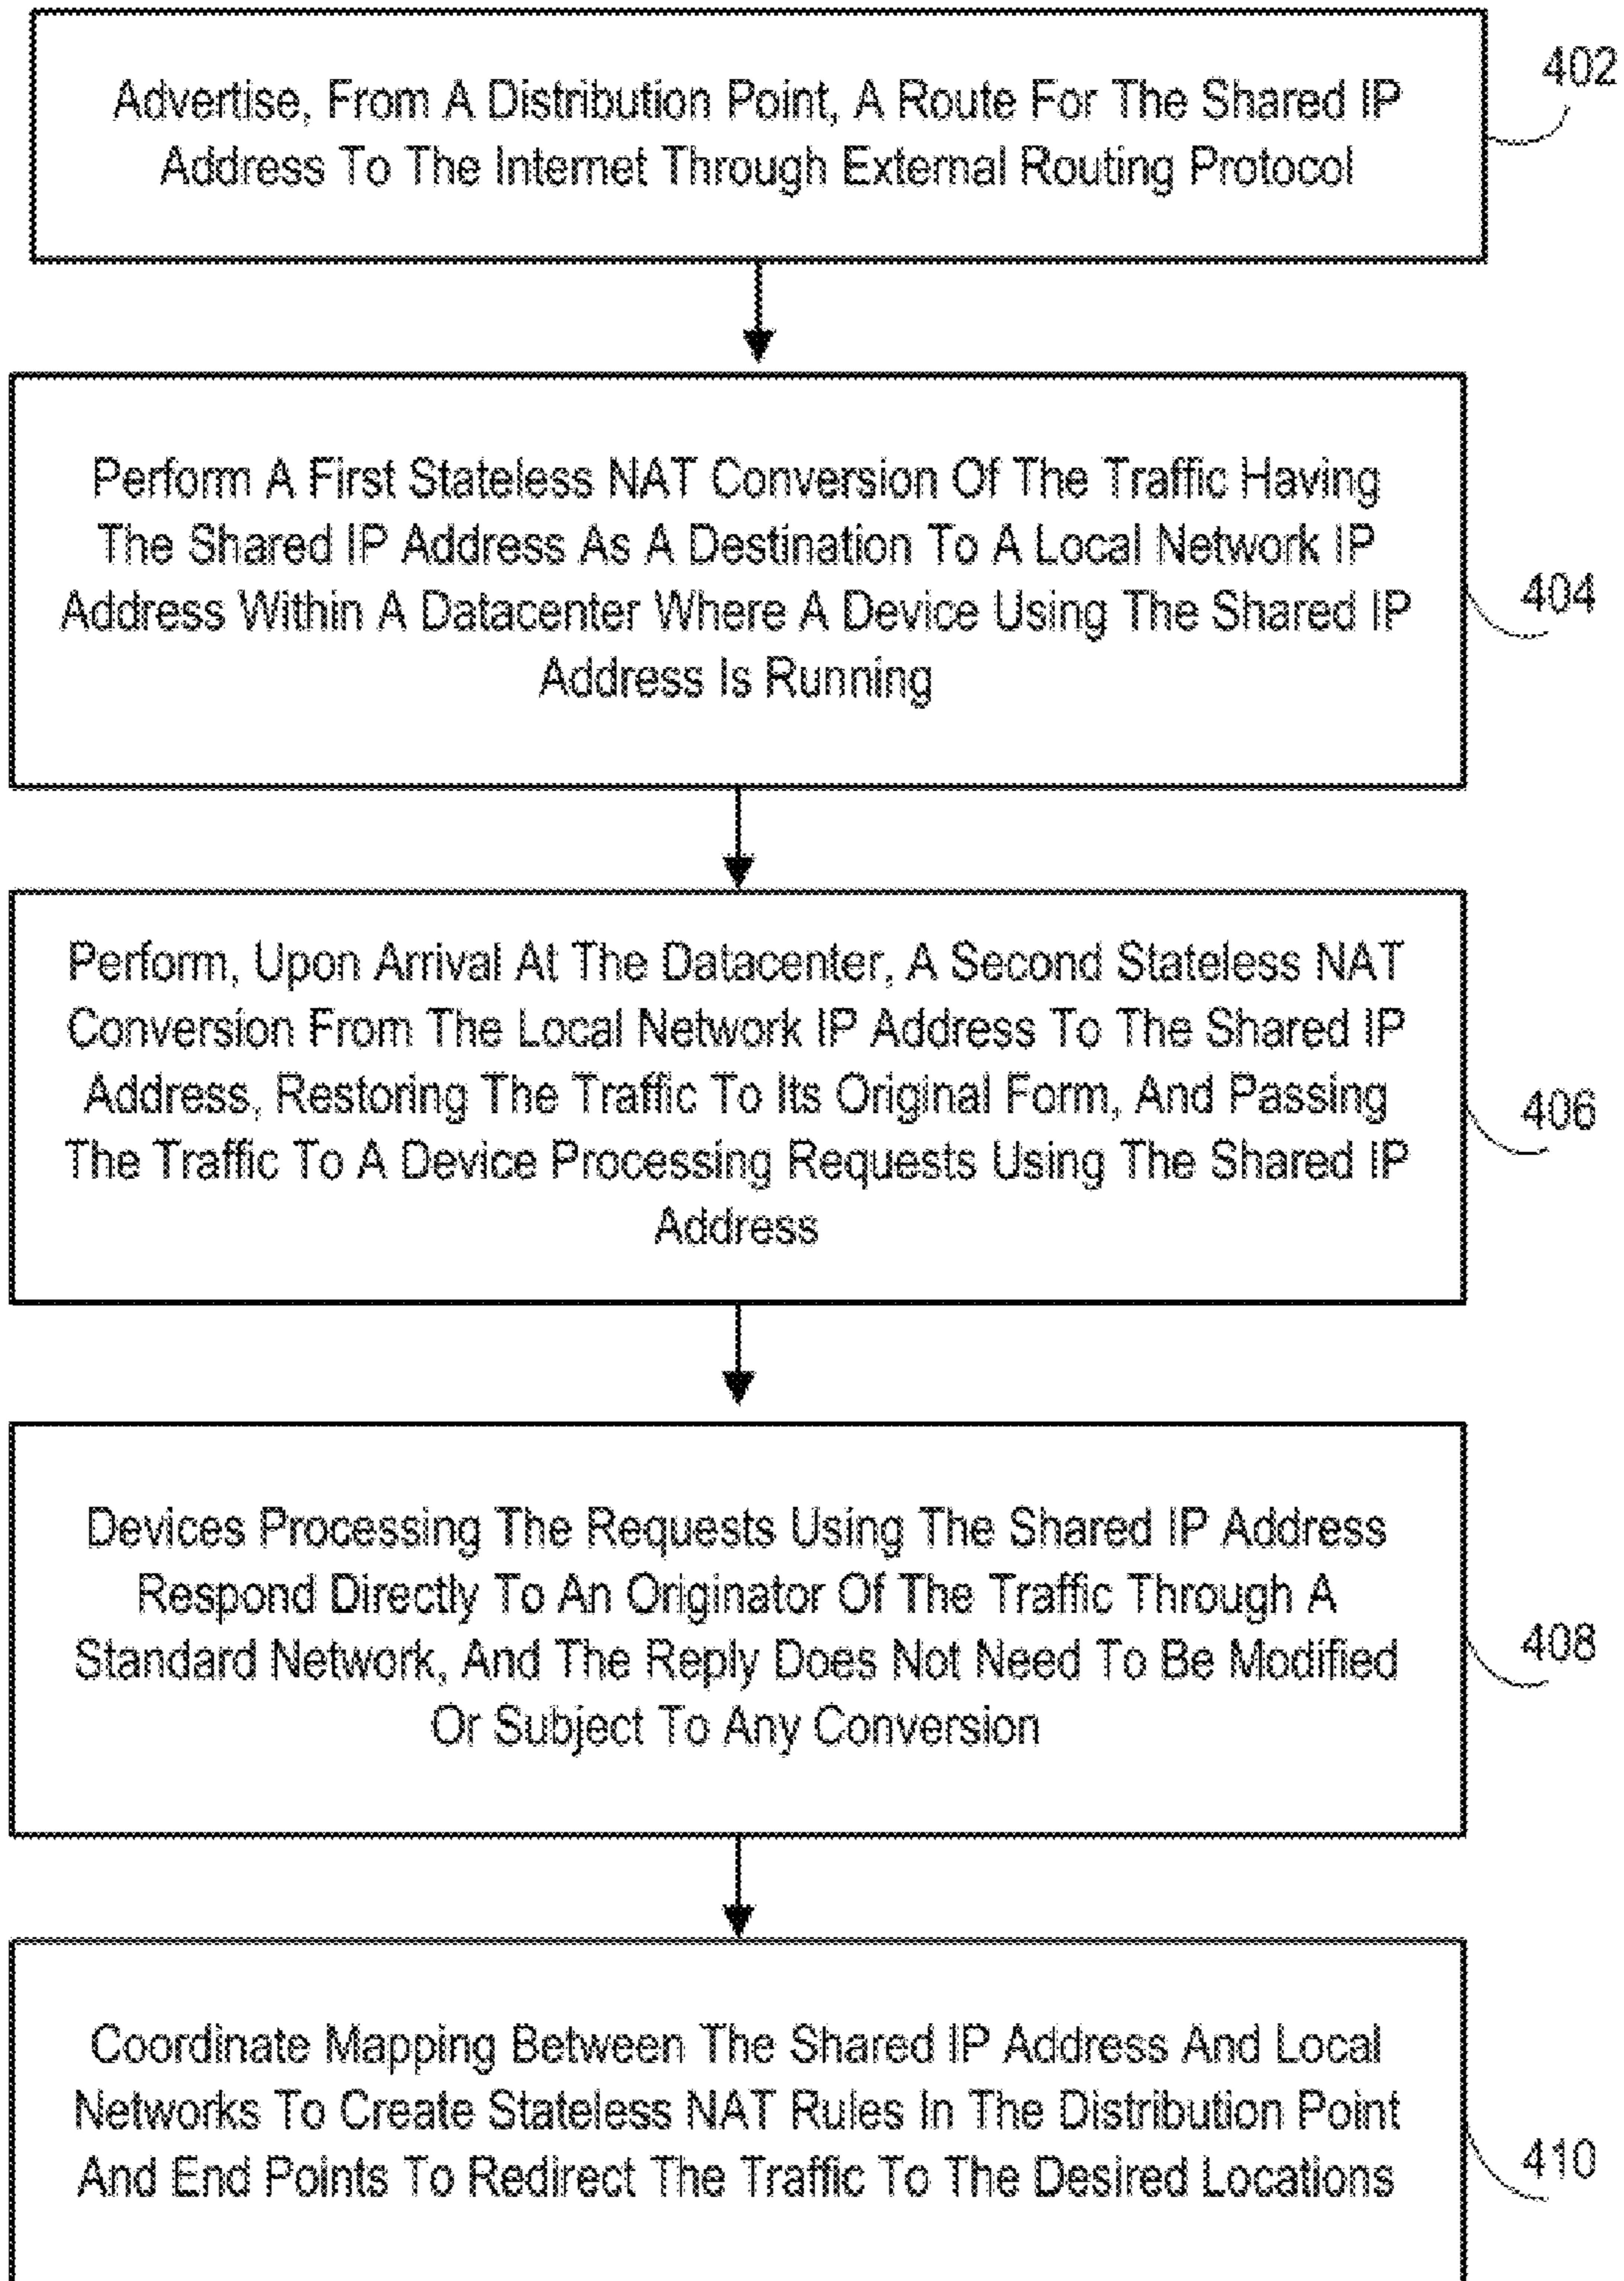 Advertise, From A Distribution Point, A Route For The Shared IP
Address To The Internet Through External Routing Protocol
402
Perform A First Stateless NAT Conversion Of The Traffic Having
The Shared IP Address As A Destination To A Local Network IP
Address Within A Datacenter Where A Device Using The Shared IP
Address Is Running
404
Perform, Upon Arrival At The Datacenter, A Second Stateless NAT
Conversion From The Local Network IP Address To The Shared IP
Address, Restoring The Traffic To Its Original Form, And Passing
The Traffic To A Device Processing Requests Using The Shared IP
Address
406
Devices Processing The Requests Using The Shared IP Address
Respond Directly To An Originator Of The Traffic Through A
Standard Network, And The Reply Does Not Need To Be Modified
Or Subject To Any Conversion
408
Coordinate Mapping Between The Shared IP Address And Local
Networks To Create Stateless NAT Rules In The Distribution Point
And End Points To Redirect The Traffic To The Desired Locations
410